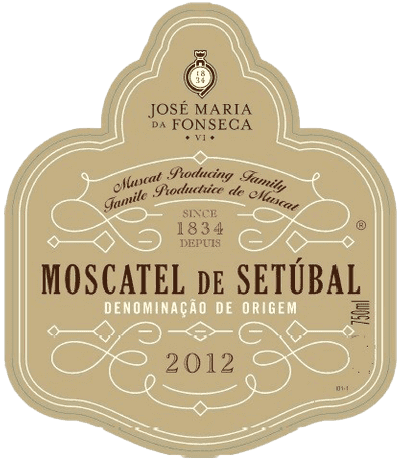 18
34
JOSÉ MARIA
DA FONSECA
• VI •
Muscat Producing Family
Famile Productrice de Muscat
SINCE
1834
DEPUIS
®
MOSCATEL DE SETÚBAL
DENOMINAÇÃO DE ORIGEM
750ml
2012